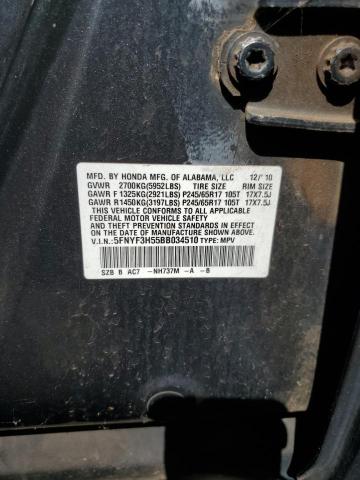 MFD. BY HONDA MFG. OF ALABAMA, LLC 12/'10
GVWR 2700KG(5952LBS) TIRE SIZE RIM SIZE
GAWR F 1325KG(2921LBS) P245/65R17 105T 17X7.5J
GAWR R1450KG(3197LBS) P245/65R17 105T 17X7.5J
THIS VEHICLE CONFORMS TO ALL APPLICABLE
FEDERAL MOTOR VEHICLE SAFETY
AND THEFT PREVENTION STANDARDS IN EFFECT
ON THE DATE OF MANUFACTURE SHOWN ABOVE.
V.I.N.:5FNYF3H55BB034510 TYPE: MPV
SZB B AC7 -NH737M -A -B